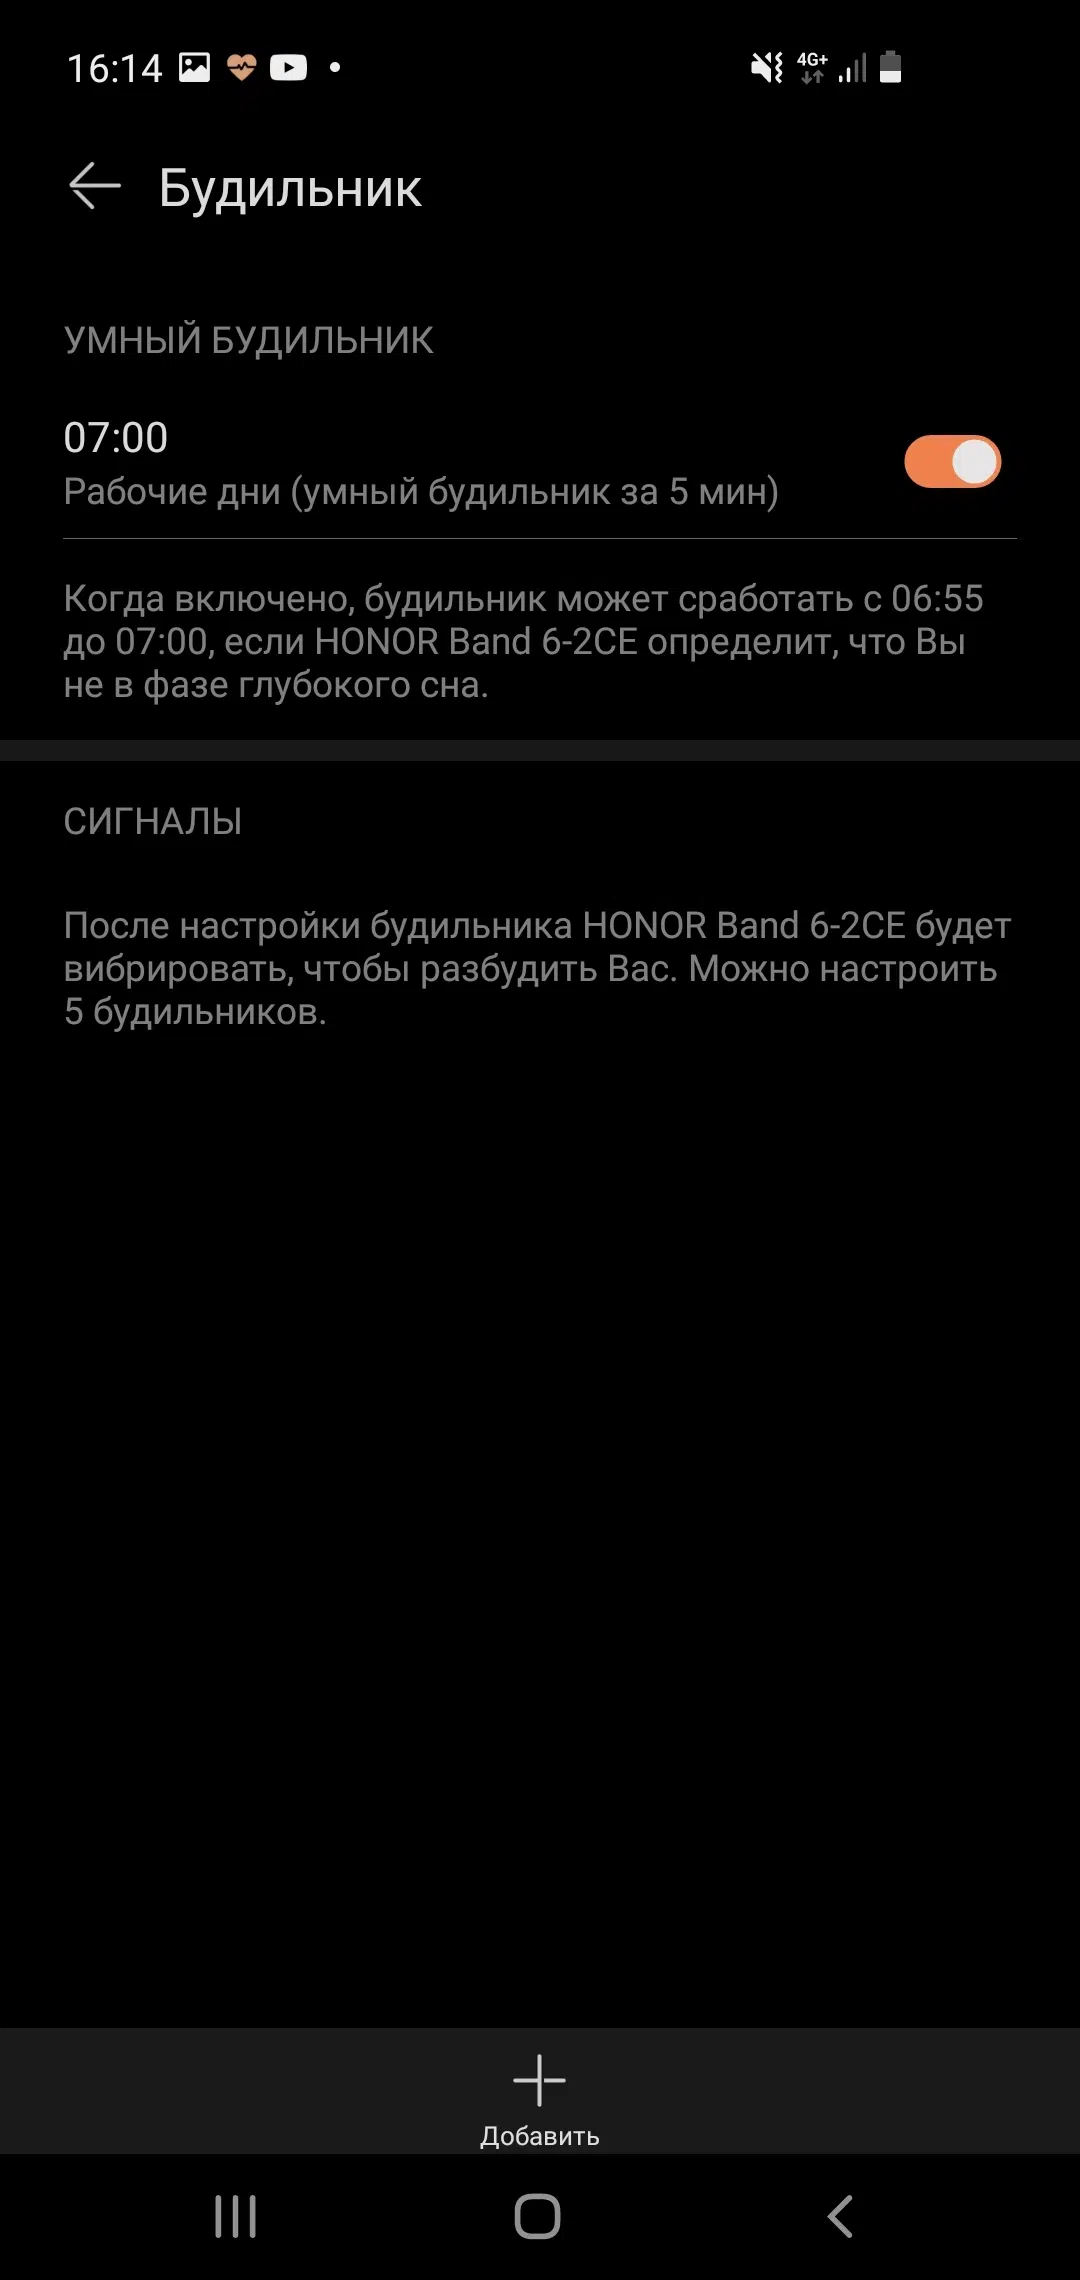 16:14
4G+
Будильник
УМНЫЙ БУДИЛЬНИК
07:00
Рабочие дни (умный будильник за 5 мин)
Когда включено, будильник может сработать с 06:55
до 07:00, если HONOR Band 6-2CE определит, что Вы
не в фазе глубокого сна.
СИГНАЛЫ
После настройки будильника HONOR Band 6-2CE будет
вибрировать, чтобы разбудить Вас. Можно настроить
5 будильников.
Добавить